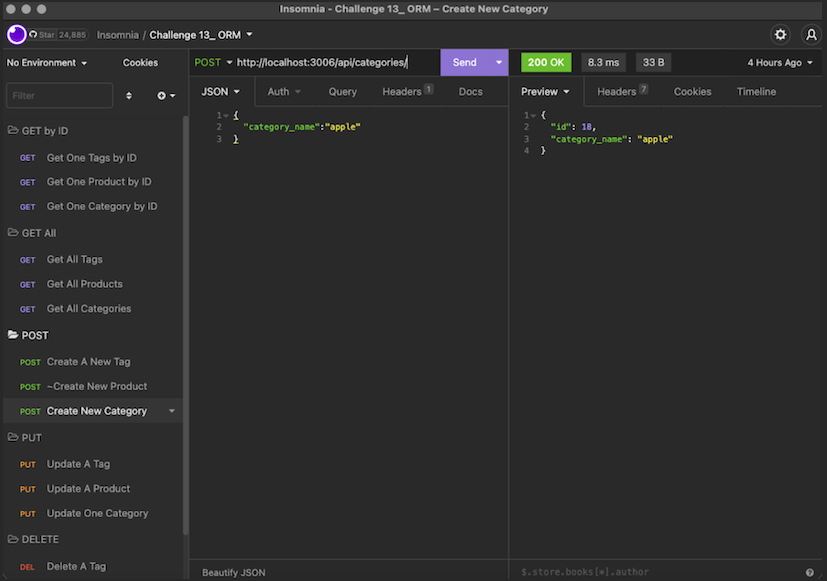 Insomnia - Challenge 13_ ORM – Create New Category
Star 24,885
Insomnia / Challenge 13_ ORM
No Environment
Cookies
POST http://localhost:3006/api/categories/
Send
200 OK
8.3 ms
33 B
4 Hours Ago
Filter
JSON
Auth
Query
Headers 1
Docs
Preview
Headers 7
Cookies
Timeline
GET by ID
GET Get One Tags by ID
GET Get One Product by ID
GET Get One Category by ID
GET All
GET Get All Tags
GET Get All Products
GET Get All Categories
POST
POST Create A New Tag
POST ~Create New Product
POST Create New Category
PUT
PUT Update A Tag
PUT Update A Product
PUT Update One Category
DELETE
DEL Delete A Tag
1 {
2 "category_name":"apple"
3 }
Beautify JSON
1 {
2 "id": 18,
3 "category_name": "apple"
4 }
$.store.books[*].author